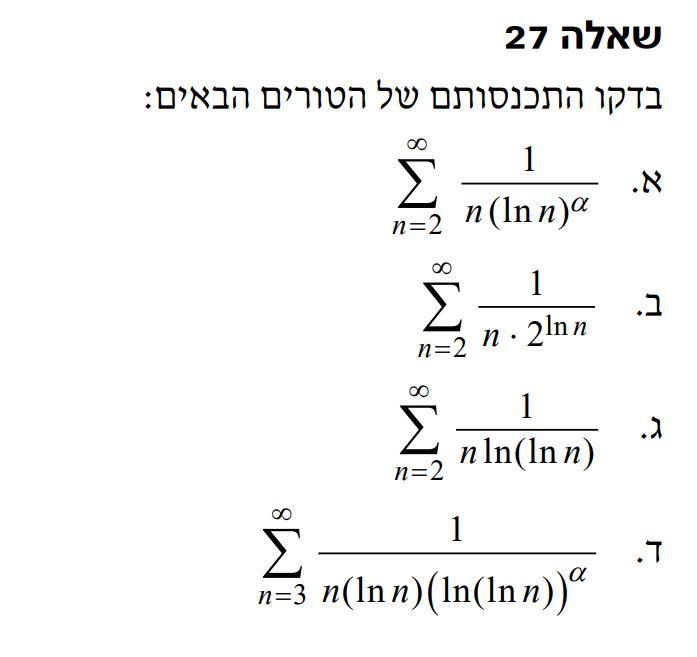 שאלה 27
בדקו התכנסותם של הטורים הבאים:
א. $\sum_{n=2}^{\infty} \frac{1}{n(\ln n)^{\alpha}}$
ב. $\sum_{n=2}^{\infty} \frac{1}{n \cdot 2^{\ln n}}$
ג. $\sum_{n=2}^{\infty} \frac{1}{n \ln(\ln n)}$
ד. $\sum_{n=3}^{\infty} \frac{1}{n(\ln n)(\ln(\ln n))^{\alpha}}$